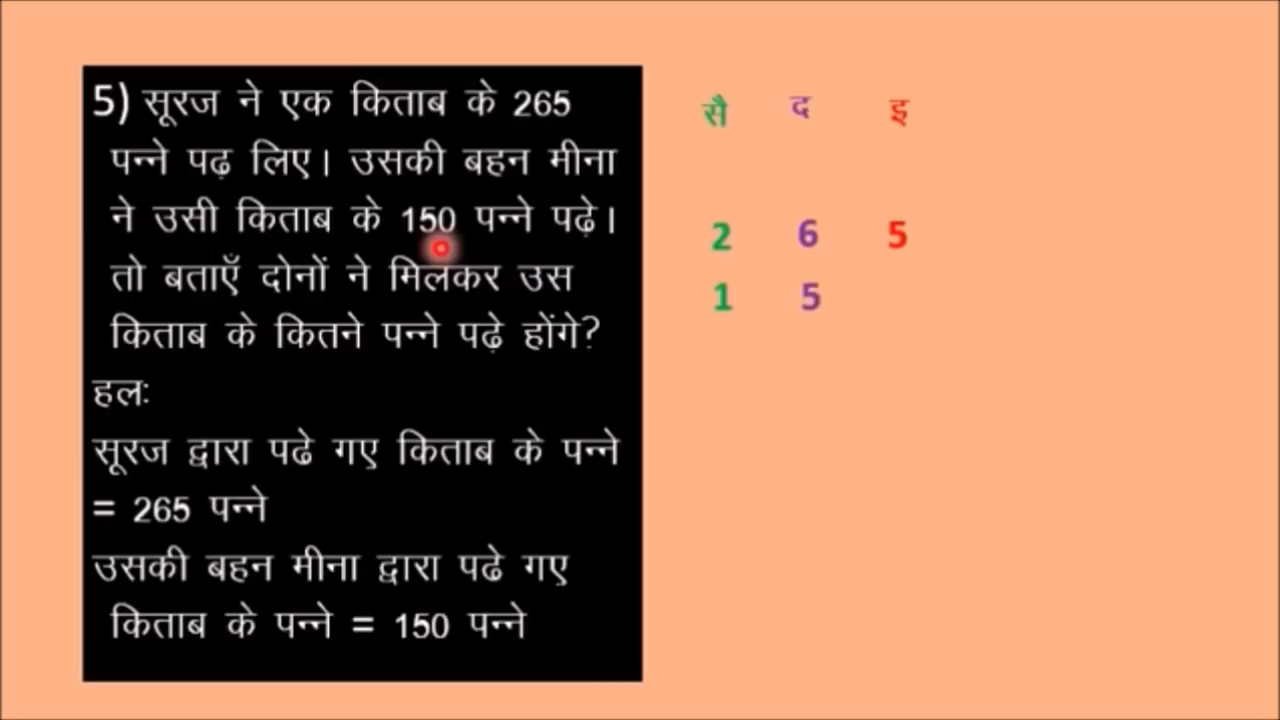 5) सूरज ने एक किताब के 265
पन्ने पढ़ लिए। उसकी बहन मीना
ने उसी किताब के 150 पन्ने पढ़े।
तो बताएँ दोनों ने मिलकर उस
किताब के कितने पन्ने पढ़े होंगे?
हलः
सूरज द्वारा पढे गए किताब के पन्ने
= 265 पन्ने
उसकी बहन मीना द्वारा पढे गए
किताब के पन्ने = 150 पन्ने
सै द इ
2 6 5
1 5